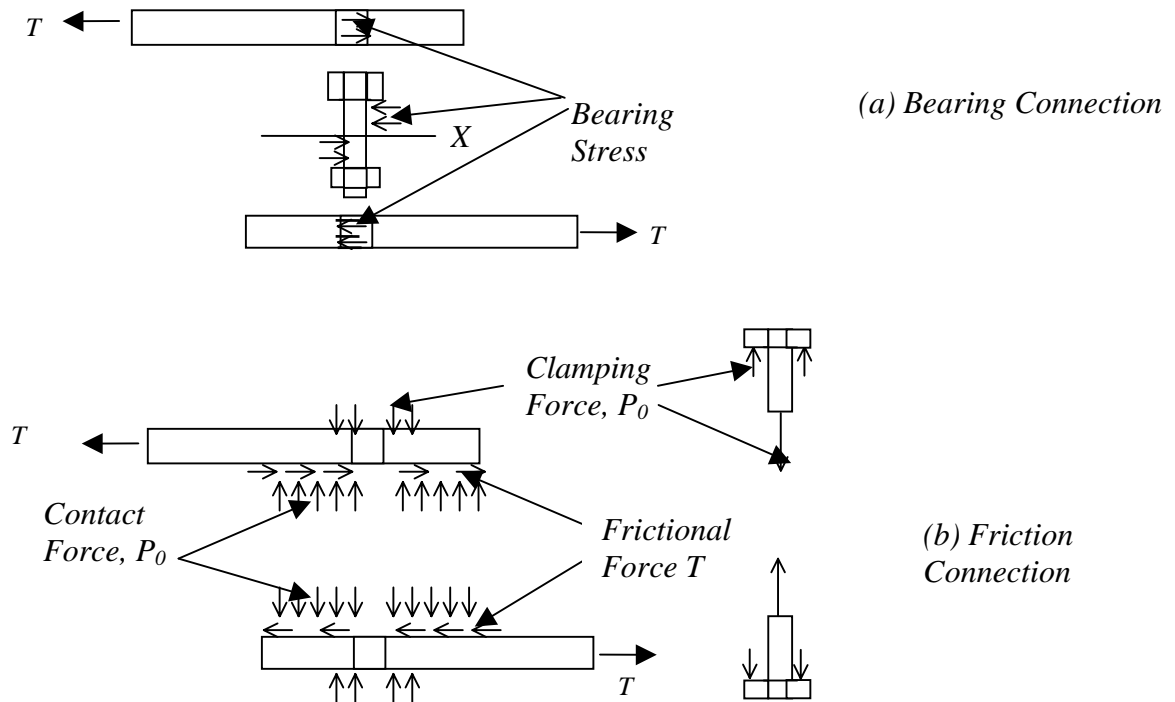 T
(a) Bearing Connection
Bearing
Stress
X
T
Clamping
Force, P0
T
Contact
Force, P0
Frictional
Force T
(b) Friction
Connection
T